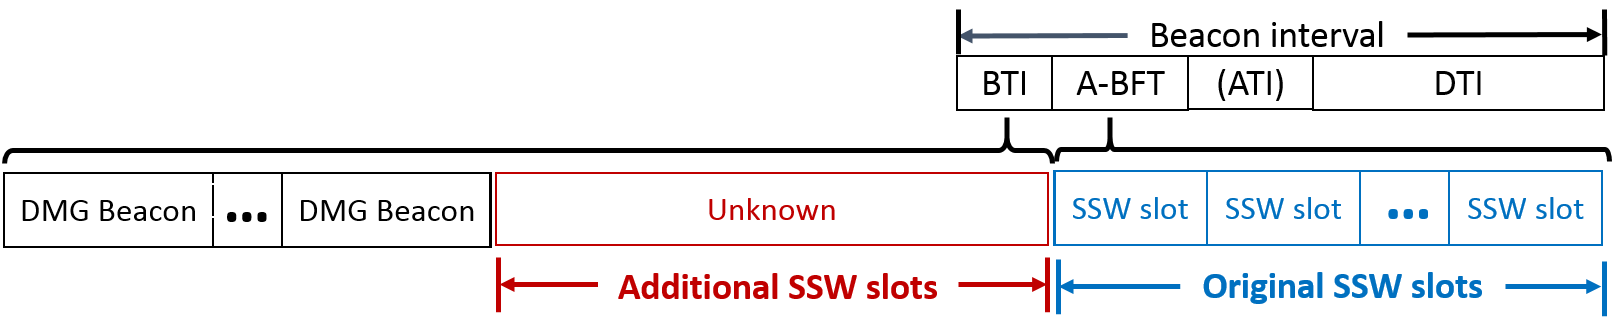 Beacon interval
BTI A-BFT (ATI) DTI
DMG Beacon ... DMG Beacon Unknown SSW slot SSW slot ... SSW slot
Additional SSW slots Original SSW slots